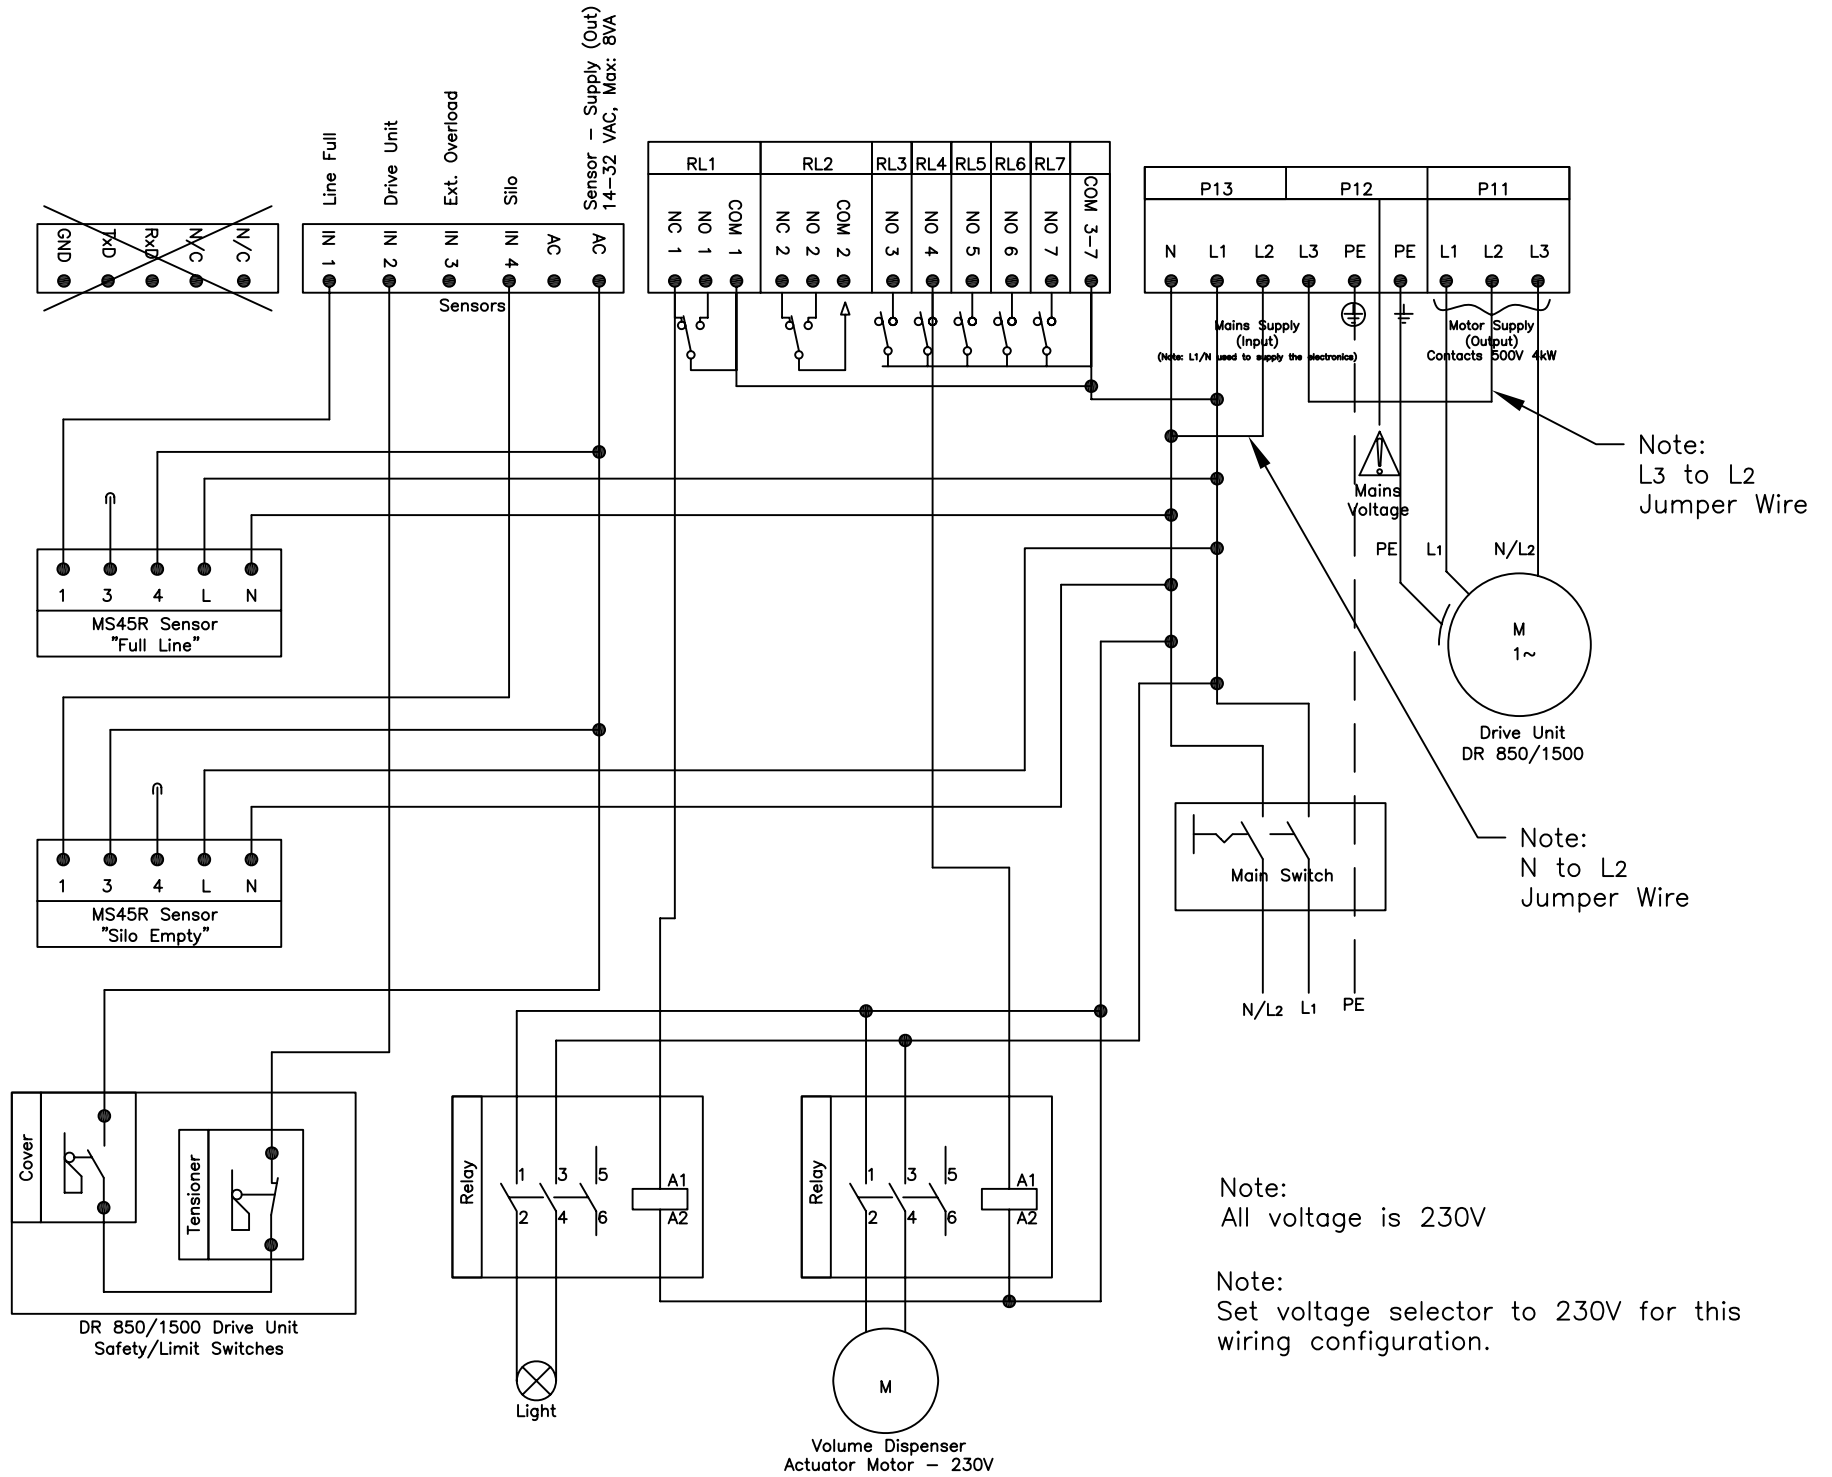 Sensor – Supply (Out)
14–32 VAC, Max: 8VA
Line Full
Drive Unit
Ext. Overload
Silo
GND
TxD
RxD
N/C
N/C
IN 1
IN 2
IN 3
IN 4
AC
AC
Sensors
RL1
RL2
RL3
RL4
RL5
RL6
RL7
NC 1
NO 1
COM 1
NC 2
NO 2
COM 2
NO 3
NO 4
NO 5
NO 6
NO 7
COM 3–7
P13
P12
P11
N
L1
L2
L3
PE
PE
L1
L2
L3
Mains Supply
(Input)
(Note: L1/N used to supply the electronics)
Motor Supply
(Output)
Contacts 500V 4kW
Note:
L3 to L2
Jumper Wire
Mains
Voltage
PE
L1
N/L2
M
1~
Drive Unit
DR 850/1500
1
3
4
L
N
MS45R Sensor
"Full Line"
1
3
4
L
N
MS45R Sensor
"Silo Empty"
Main Switch
N/L2
L1
PE
Note:
N to L2
Jumper Wire
Cover
Tensioner
DR 850/1500 Drive Unit
Safety/Limit Switches
Relay
1
3
5
A1
2
4
6
A2
Light
Relay
1
3
5
A1
2
4
6
A2
M
Volume Dispenser
Actuator Motor – 230V
Note:
All voltage is 230V
Note:
Set voltage selector to 230V for this
wiring configuration.